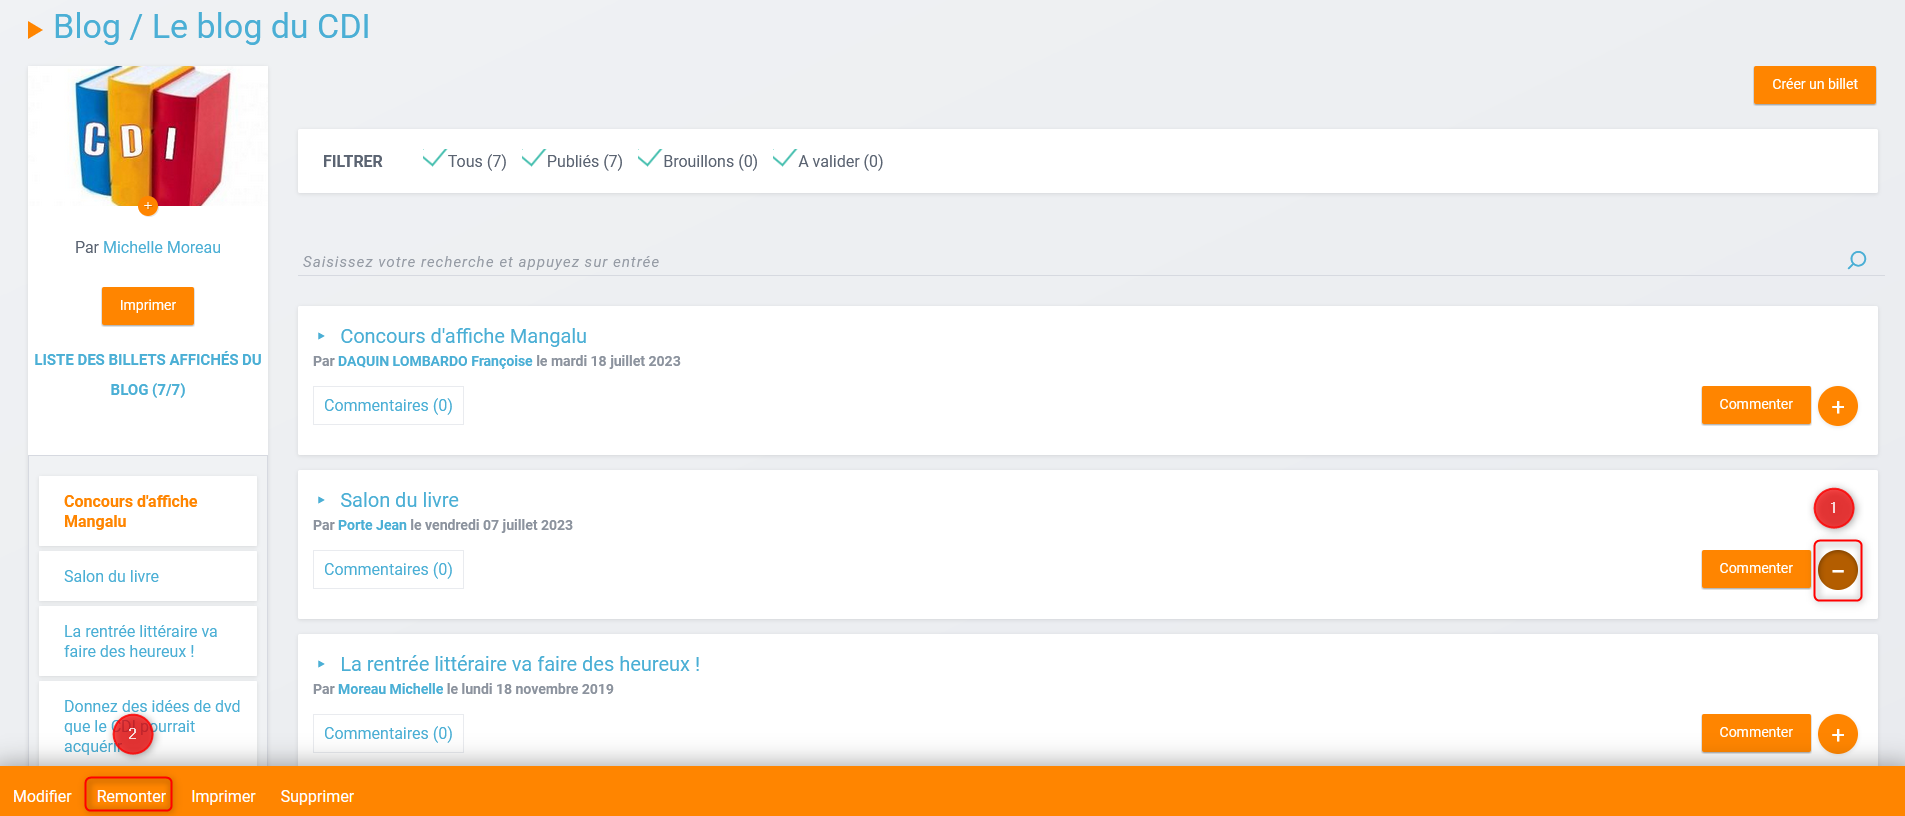 Blog / Le blog du CDI
CDI
+
Par Michelle Moreau
Imprimer
LISTE DES BILLETS AFFICHÉS DU
BLOG (7/7)
Concours d'affiche
Mangalu
Salon du livre
La rentrée littéraire va
faire des heureux !
Donnez des idées de dvd
que le CDI pourrait
acquérir
2
Créer un billet
FILTRER Tous (7) Publiés (7) Brouillons (0) A valider (0)
Saisissez votre recherche et appuyez sur entrée
Concours d'affiche Mangalu
Par DAQUIN LOMBARDO Françoise le mardi 18 juillet 2023
Commentaires (0) Commenter +
Salon du livre
1
Par Porte Jean le vendredi 07 juillet 2023
Commentaires (0) Commenter −
La rentrée littéraire va faire des heureux !
Par Moreau Michelle le lundi 18 novembre 2019
Commentaires (0) Commenter +
Modifier Remonter Imprimer Supprimer